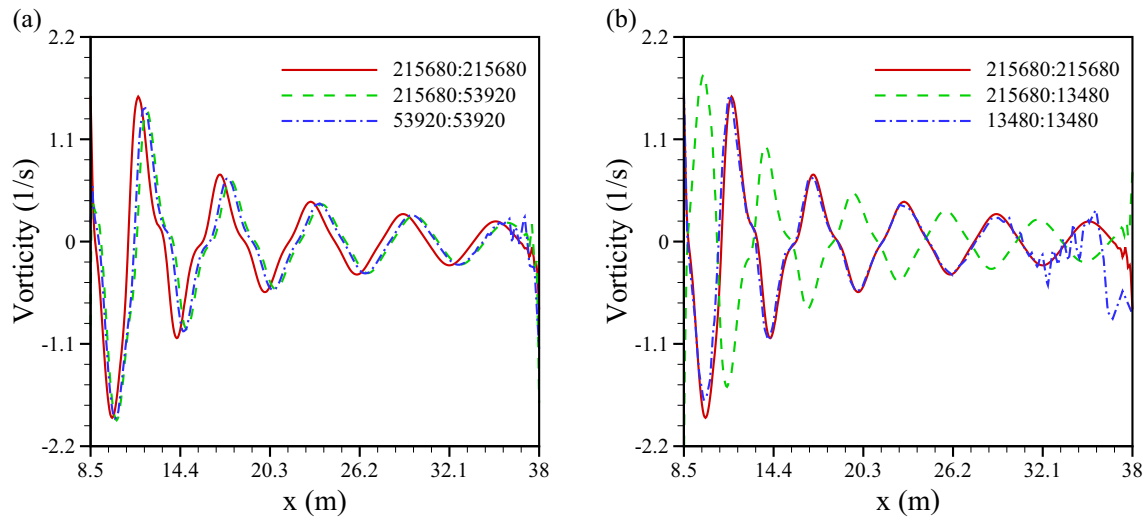 (a)
2.2
1.1
0
-1.1
-2.2
Vorticity (1/s)
215680:215680
215680:53920
53920:53920
8.5 14.4 20.3 26.2 32.1 38
x (m)
(b)
2.2
1.1
0
-1.1
-2.2
Vorticity (1/s)
215680:215680
215680:13480
13480:13480
8.5 14.4 20.3 26.2 32.1 38
x (m)